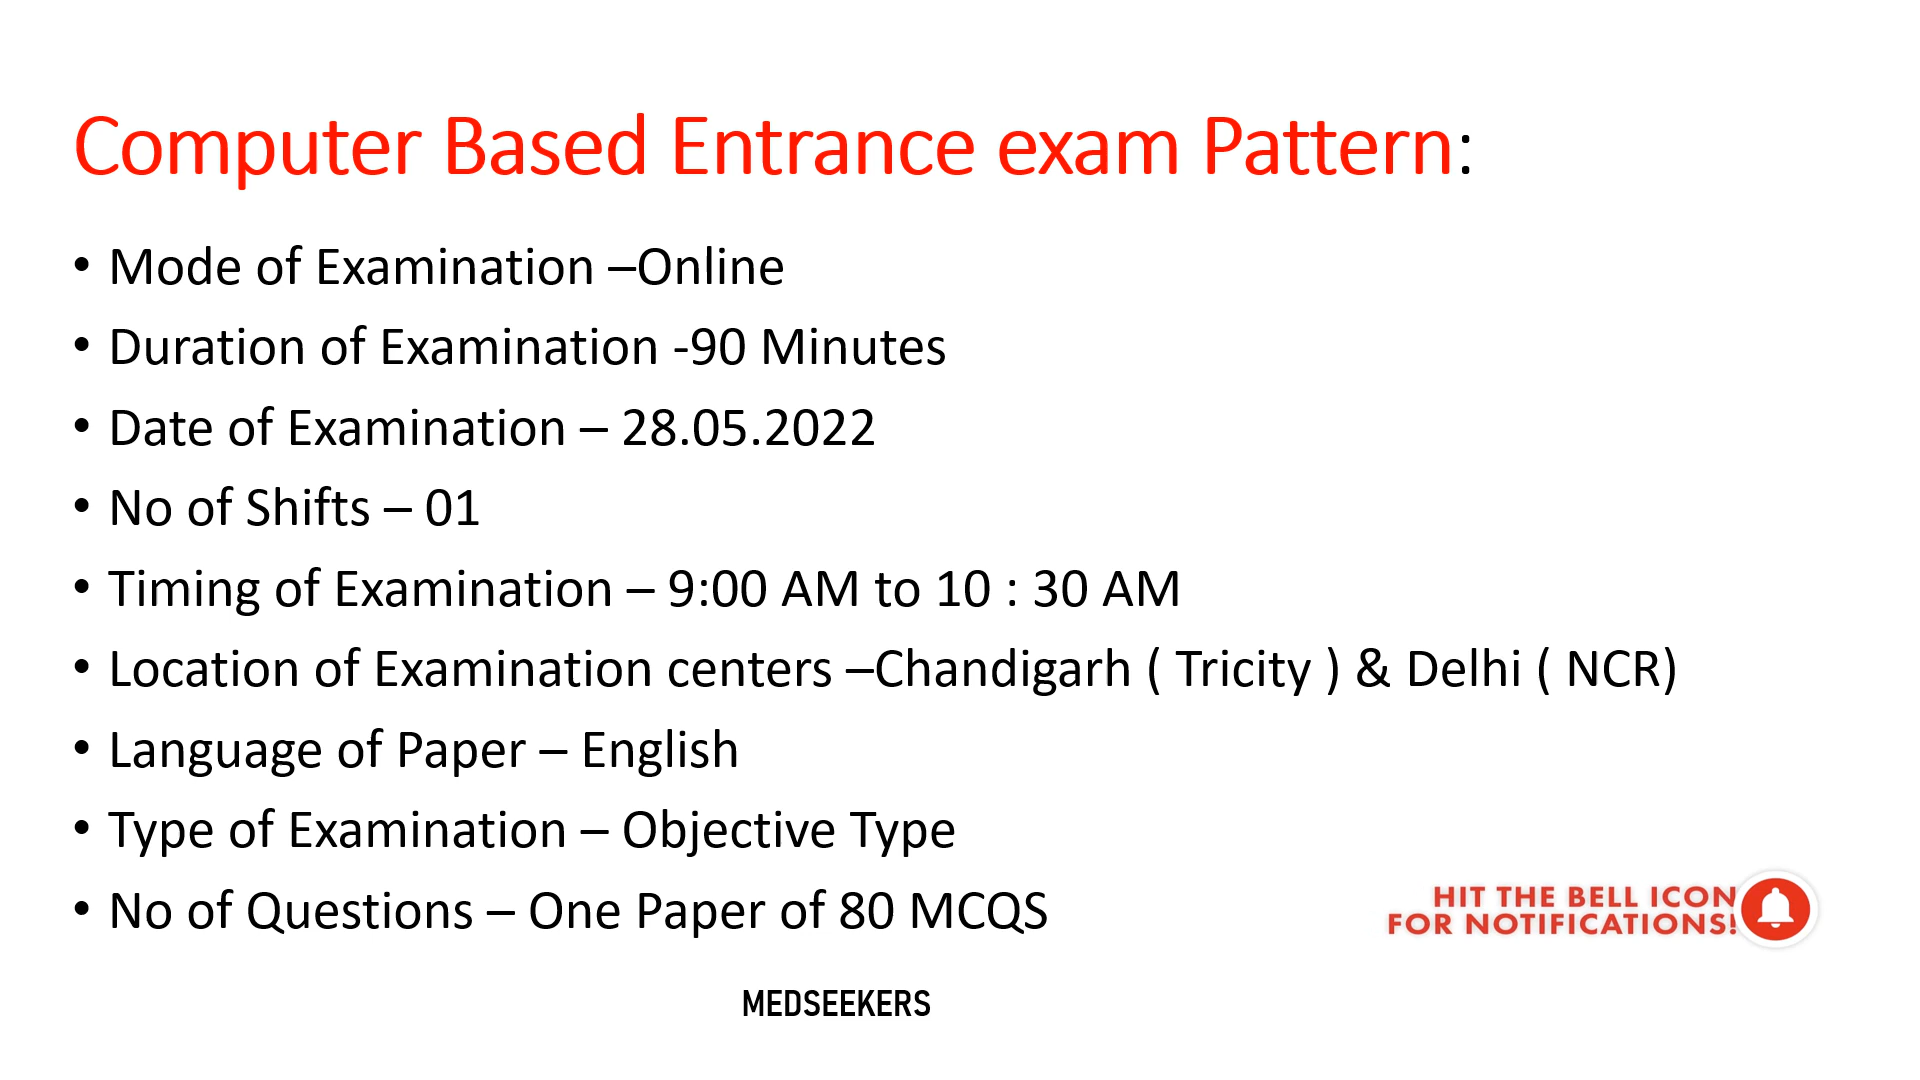 Computer Based Entrance exam Pattern:
• Mode of Examination –Online
• Duration of Examination -90 Minutes
• Date of Examination – 28.05.2022
• No of Shifts – 01
• Timing of Examination – 9:00 AM to 10 : 30 AM
• Location of Examination centers –Chandigarh ( Tricity ) & Delhi ( NCR)
• Language of Paper – English
• Type of Examination – Objective Type
• No of Questions – One Paper of 80 MCQS
HIT THE BELL ICON
FOR NOTIFICATIONS!
MEDSEEKERS